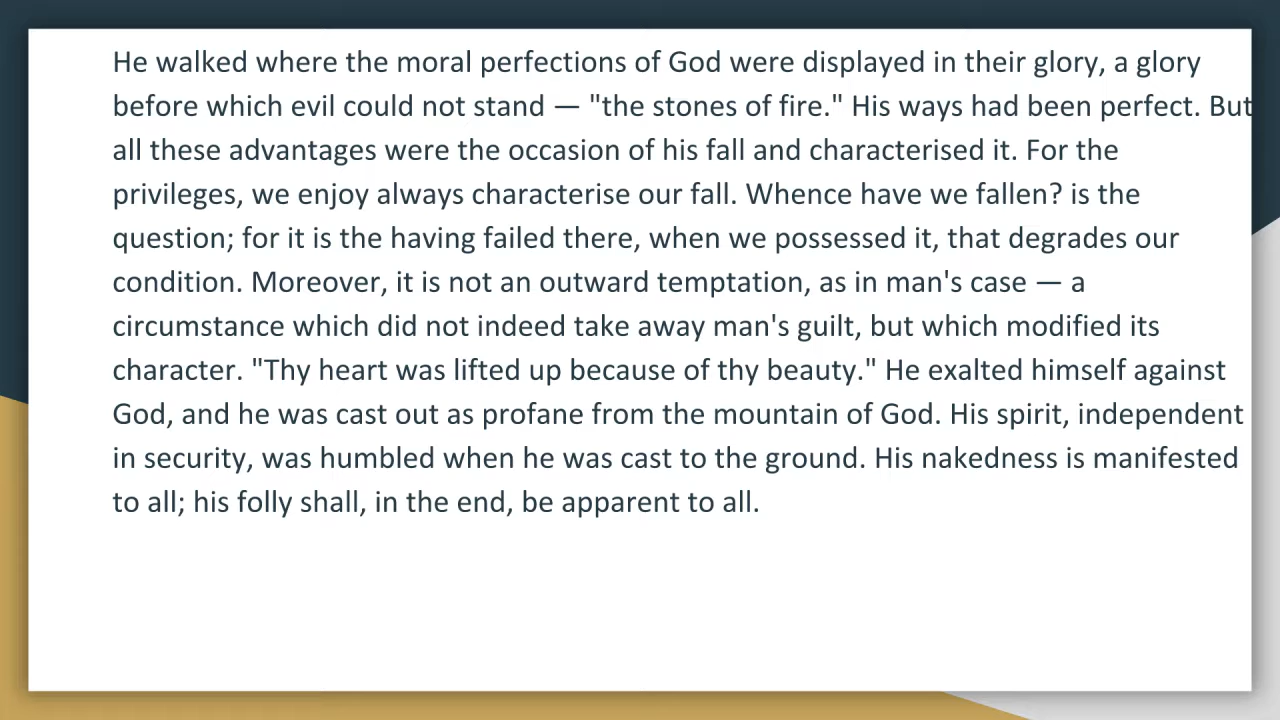 He walked where the moral perfections of God were displayed in their glory, a glory
before which evil could not stand — "the stones of fire." His ways had been perfect. But
all these advantages were the occasion of his fall and characterised it. For the
privileges, we enjoy always characterise our fall. Whence have we fallen? is the
question; for it is the having failed there, when we possessed it, that degrades our
condition. Moreover, it is not an outward temptation, as in man's case — a
circumstance which did not indeed take away man's guilt, but which modified its
character. "Thy heart was lifted up because of thy beauty." He exalted himself against
God, and he was cast out as profane from the mountain of God. His spirit, independent
in security, was humbled when he was cast to the ground. His nakedness is manifested
to all; his folly shall, in the end, be apparent to all.